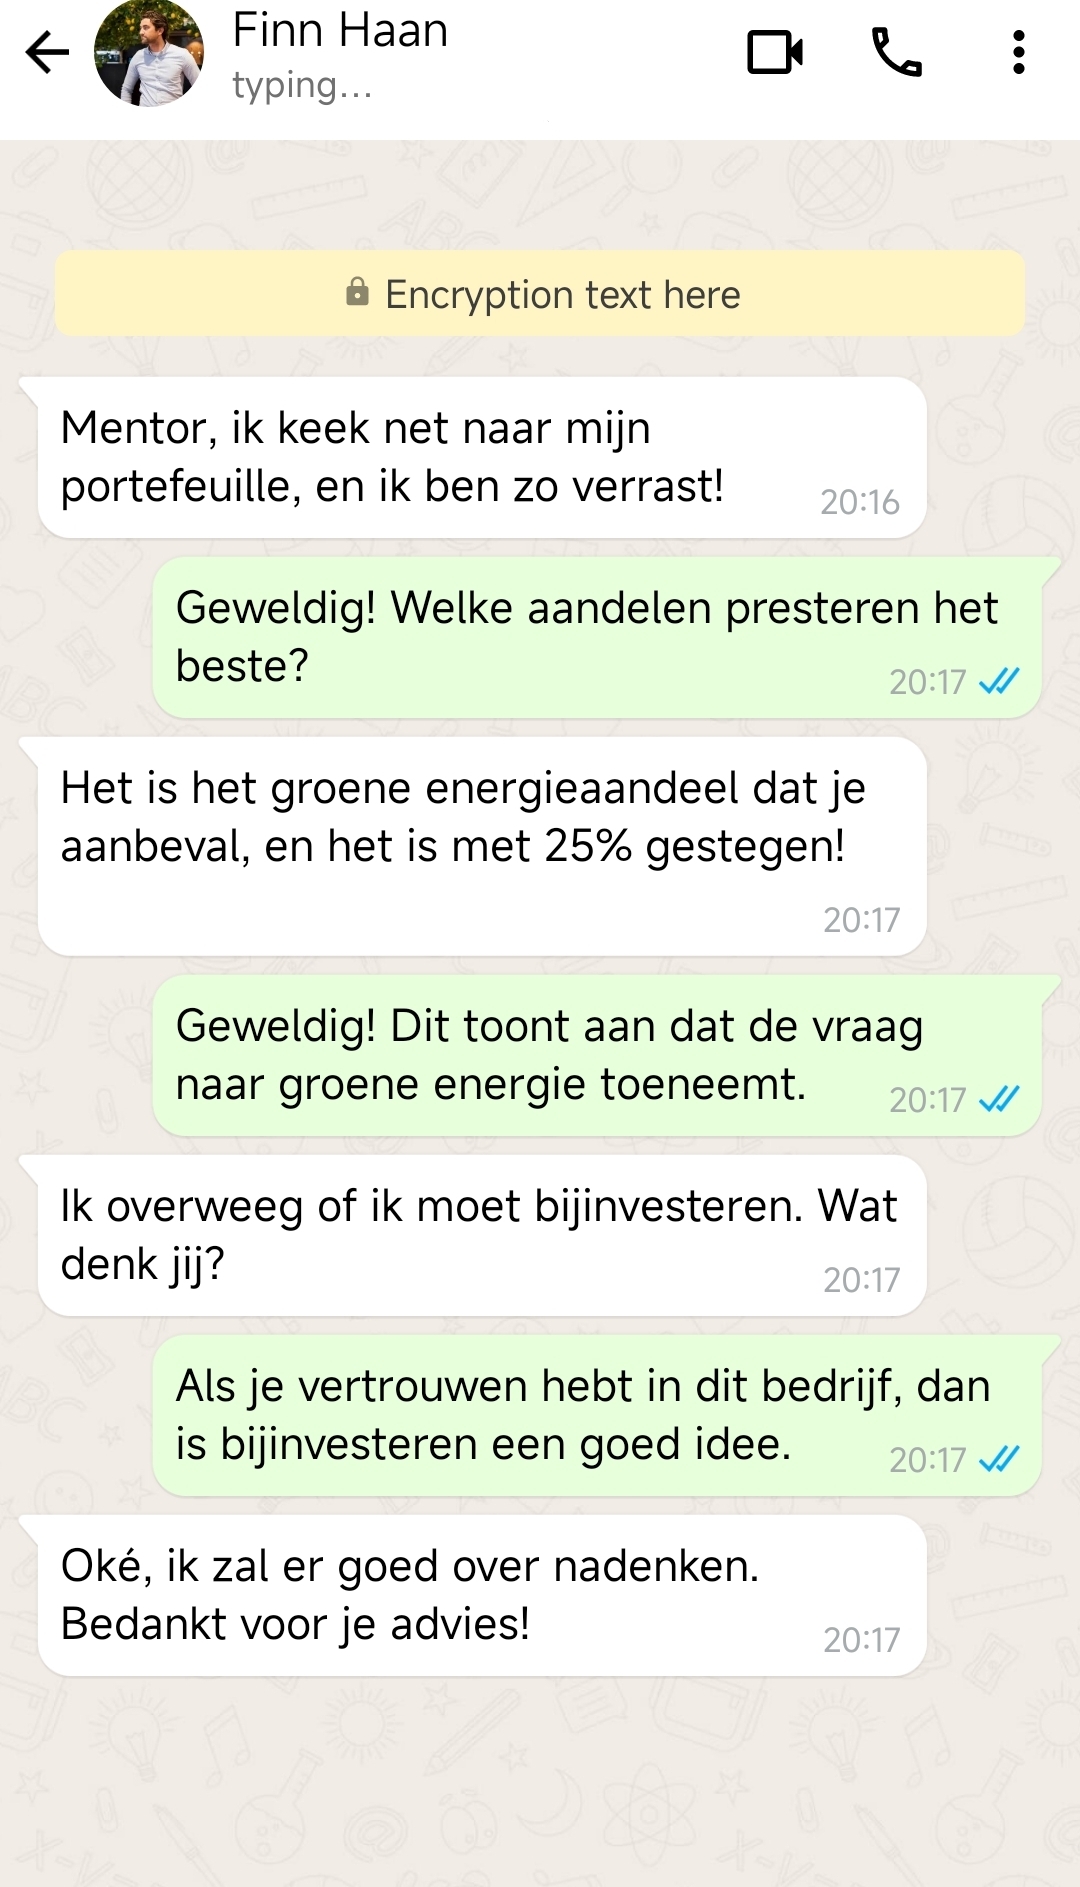 Finn Haan
typing...
Encryption text here
Mentor, ik keek net naar mijn
portefeuille, en ik ben zo verrast!
20:16
Geweldig! Welke aandelen presteren het
beste?
20:17
Het is het groene energieaandeel dat je
aanbeval, en het is met 25% gestegen!
20:17
Geweldig! Dit toont aan dat de vraag
naar groene energie toeneemt.
20:17
Ik overweeg of ik moet bijinvesteren. Wat
denk jij?
20:17
Als je vertrouwen hebt in dit bedrijf, dan
is bijinvesteren een goed idee.
20:17
Oké, ik zal er goed over nadenken.
Bedankt voor je advies!
20:17